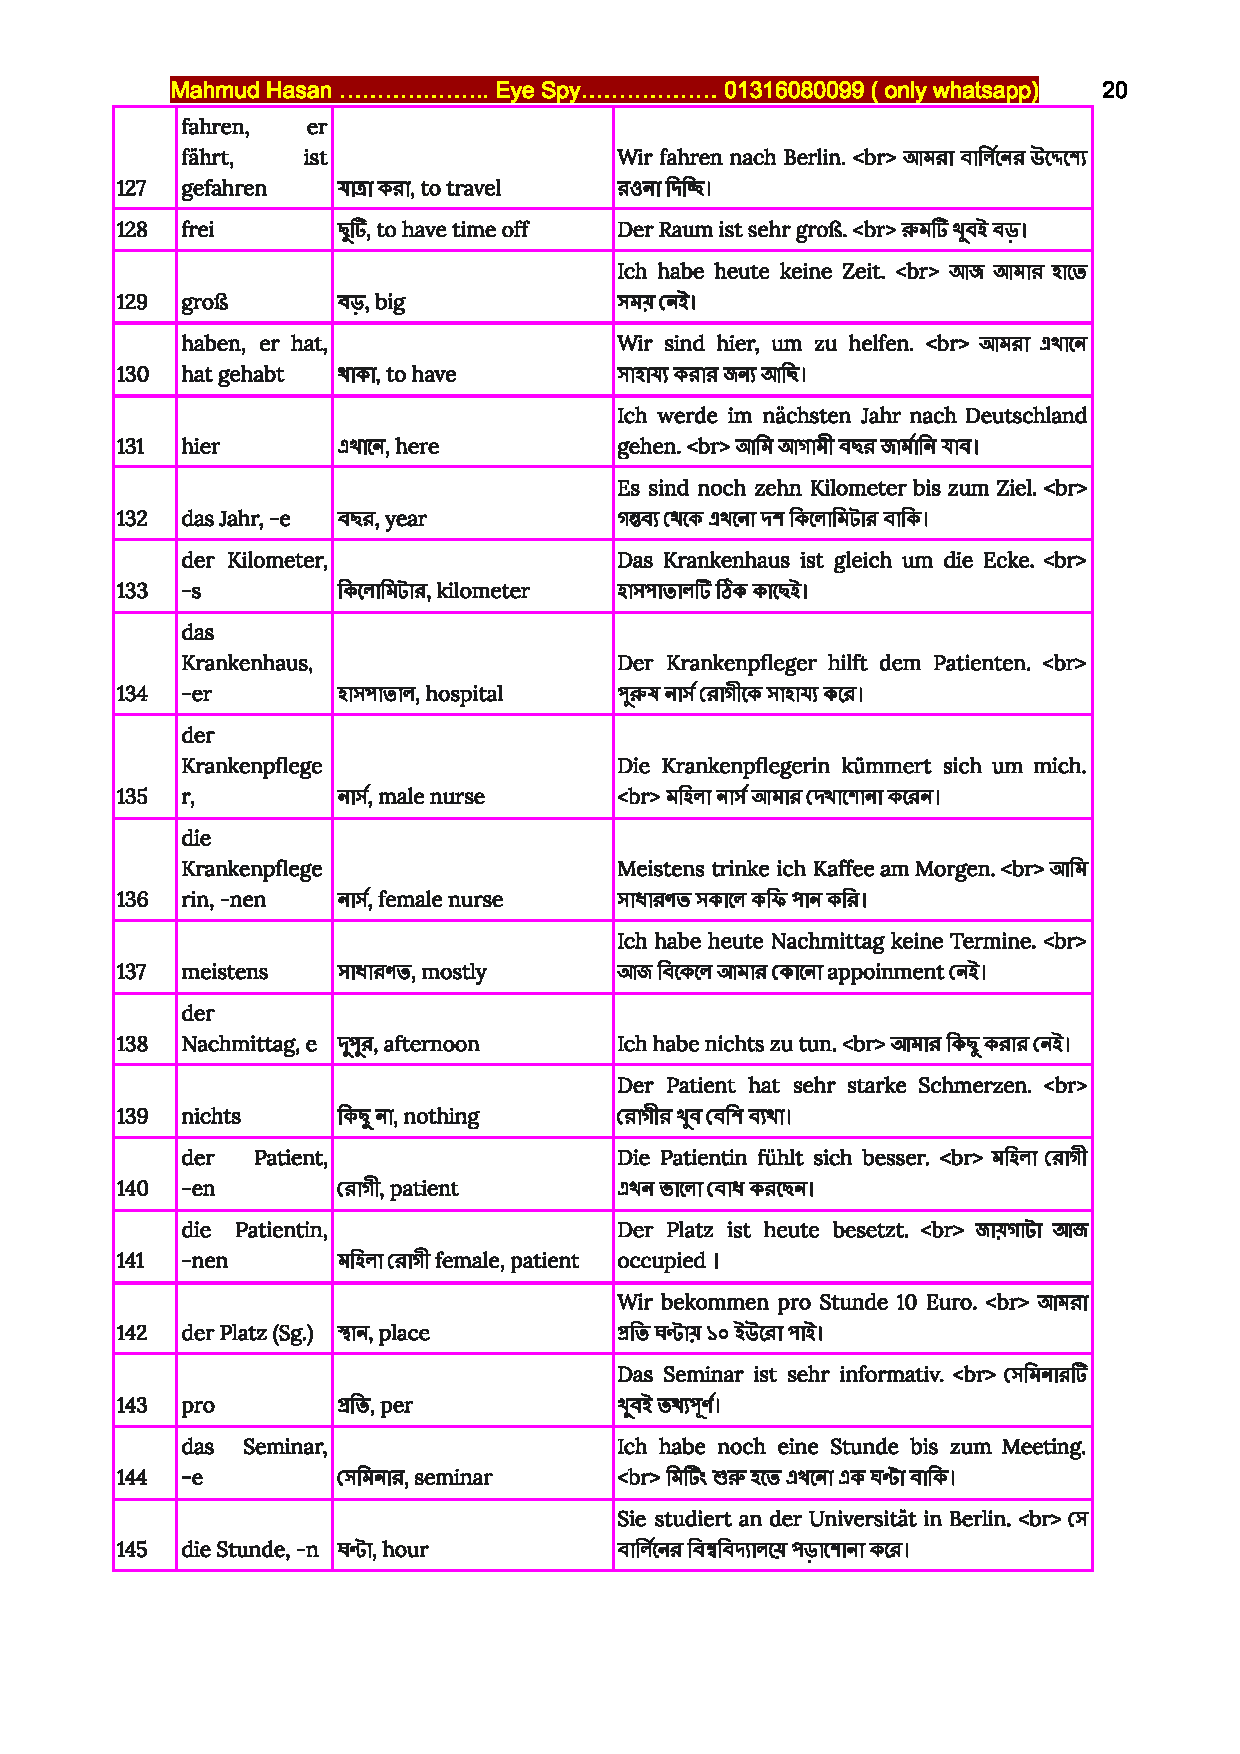 Mahmud Hasan ……………….. Eye Spy……………… 01316080099 ( only whatsapp) 20
fahren, er
fährt, ist Wir fahren nach Berlin. <br> আমরা বার্লিনের উদ্দেশ্যে
127 gefahren যাত্রা করা, to travel রওনা দিচ্ছি।
128 frei ছুটি, to have time off Der Raum ist sehr groß. <br> রুমটি খুবই বড়।
Ich habe heute keine Zeit. <br> আজ আমার হাতে
129 groß বড়, big সময় নেই।
haben, er hat, Wir sind hier, um zu helfen. <br> আমরা এখানে
130 hat gehabt থাকা, to have সাহায্য করার জন্য আছি।
Ich werde im nächsten Jahr nach Deutschland
131 hier এখানে, here gehen. <br> আমি আগামী বছর জার্মানি যাব।
Es sind noch zehn Kilometer bis zum Ziel. <br>
132 das Jahr, -e বছর, year গন্তব্য থেকে এখনো দশ কিলোমিটার বাকি।
der Kilometer, Das Krankenhaus ist gleich um die Ecke. <br>
133 -s কিলোমিটার, kilometer হাসপাতালটি ঠিক কাছেই।
das
Krankenhaus, Der Krankenpfleger hilft dem Patienten. <br>
134 -er হাসপাতাল, hospital পুরুষ নার্স রোগীকে সাহায্য করে।
der
Krankenpflege Die Krankenpflegerin kümmert sich um mich.
135 r, নার্স, male nurse <br> মহিলা নার্স আমার দেখাশোনা করেন।
die
Krankenpflege Meistens trinke ich Kaffee am Morgen. <br> আমি
136 rin, -nen নার্স, female nurse সাধারণত সকালে কফি পান করি।
Ich habe heute Nachmittag keine Termine. <br>
137 meistens সাধারণত, mostly আজ বিকেলে আমার কোনো appoinment নেই।
der
138 Nachmittag, e দুপুর, afternoon Ich habe nichts zu tun. <br> আমার কিছু করার নেই।
Der Patient hat sehr starke Schmerzen. <br>
139 nichts কিছু না, nothing রোগীর খুব বেশি ব্যথা।
der Patient, Die Patientin fühlt sich besser. <br> মহিলা রোগী
140 -en রোগী, patient এখন ভালো বোধ করছেন।
die Patientin, Der Platz ist heute besetzt. <br> জায়গাটা আজ
141 -nen মহিলা রোগী female, patient occupied |
Wir bekommen pro Stunde 10 Euro. <br> আমরা
142 der Platz (Sg.) স্থান, place প্রতি ঘণ্টায় ১০ ইউরো পাই।
Das Seminar ist sehr informativ. <br> সেমিনারটি
143 pro প্রতি, per খুবই তথ্যপূর্ণ।
das Seminar, Ich habe noch eine Stunde bis zum Meeting.
144 -e সেমিনার, seminar <br> মিটিং শুরু হতে এখনো এক ঘণ্টা বাকি।
Sie studiert an der Universität in Berlin. <br> সে
145 die Stunde, -n ঘণ্টা, hour বার্লিনের বিশ্ববিদ্যালয়ে পড়াশোনা করে।